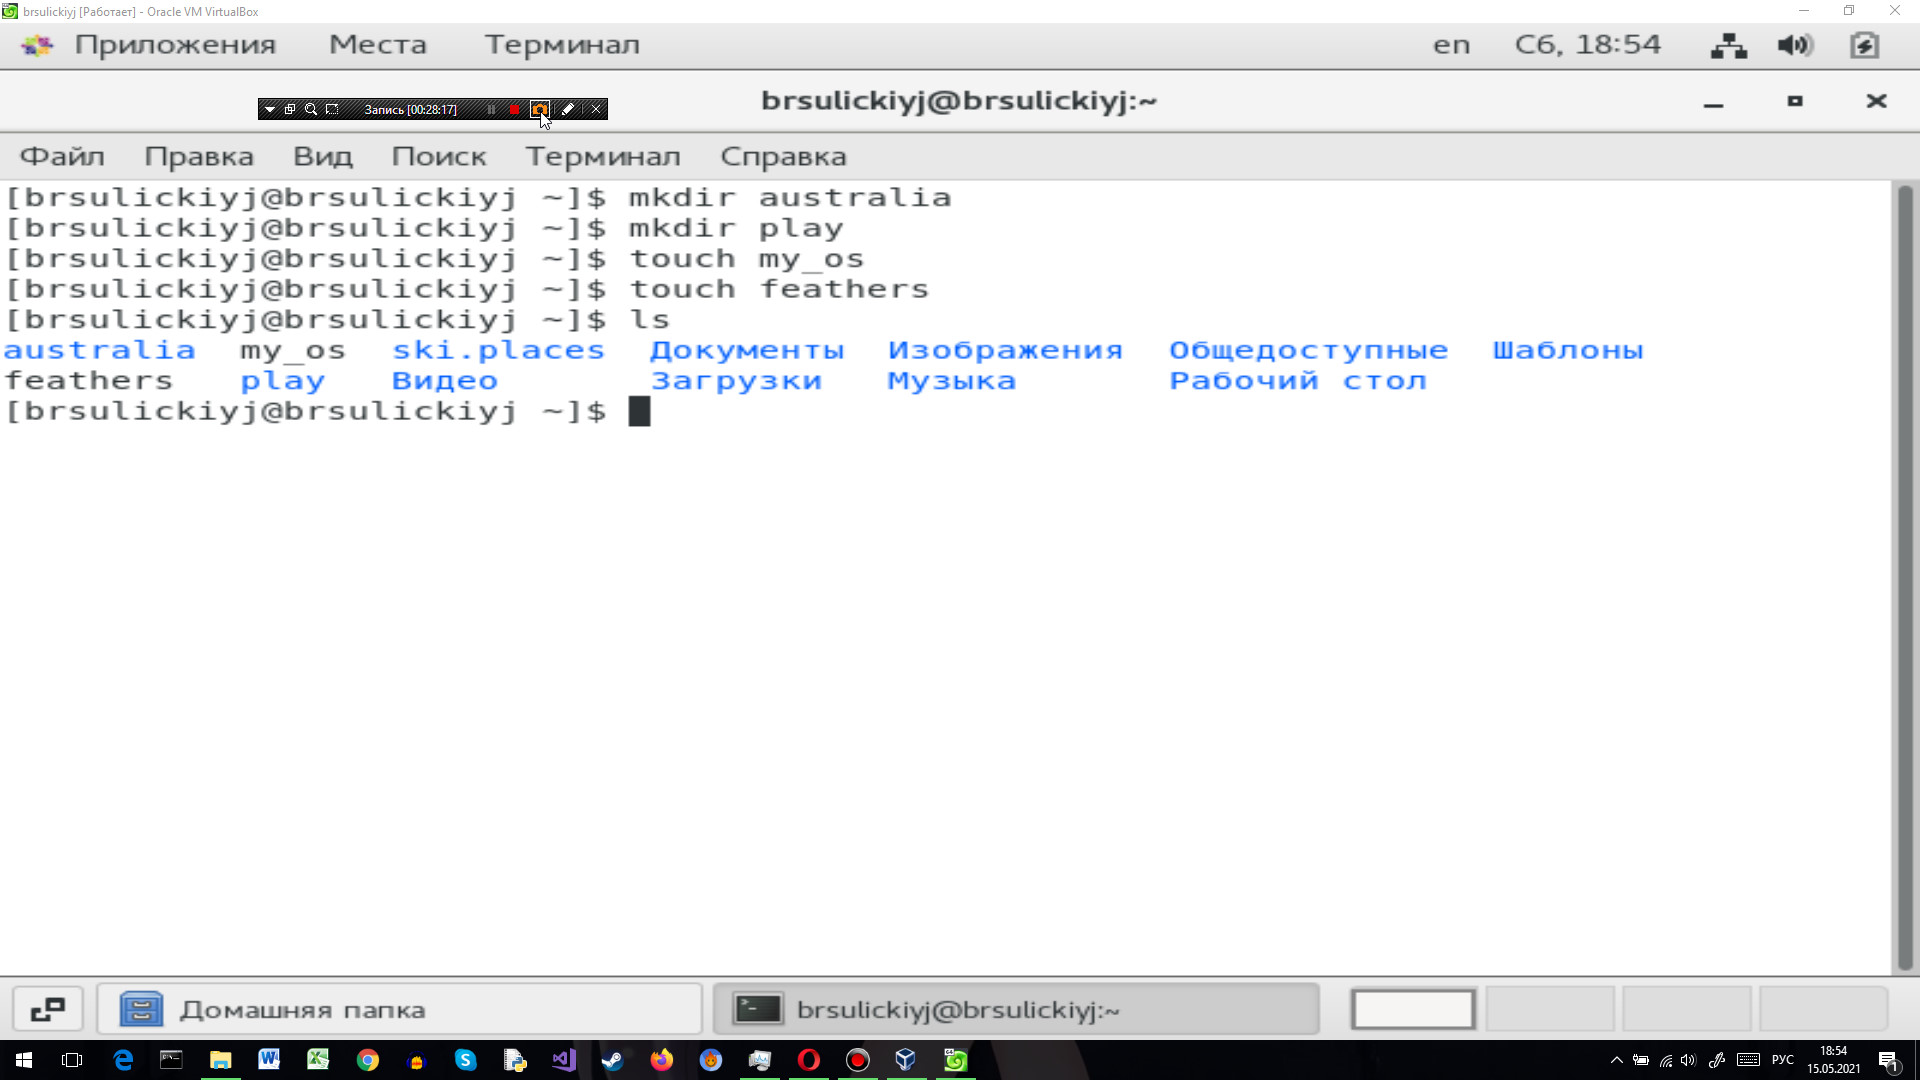 brsulickiyj [Работает] - Oracle VM VirtualBox
Приложения Места Терминал en Сб, 18:54
Запись [00:28:17]
brsulickiyj@brsulickiyj:~
Файл Правка Вид Поиск Терминал Справка
[brsulickiyj@brsulickiyj ~]$ mkdir australia
[brsulickiyj@brsulickiyj ~]$ mkdir play
[brsulickiyj@brsulickiyj ~]$ touch my_os
[brsulickiyj@brsulickiyj ~]$ touch feathers
[brsulickiyj@brsulickiyj ~]$ ls
australia my_os ski.places Документы Изображения Общедоступные Шаблоны
feathers play Видео Загрузки Музыка Рабочий стол
[brsulickiyj@brsulickiyj ~]$
Домашняя папка brsulickiyj@brsulickiyj:~
РУС 18:54
15.05.2021 1